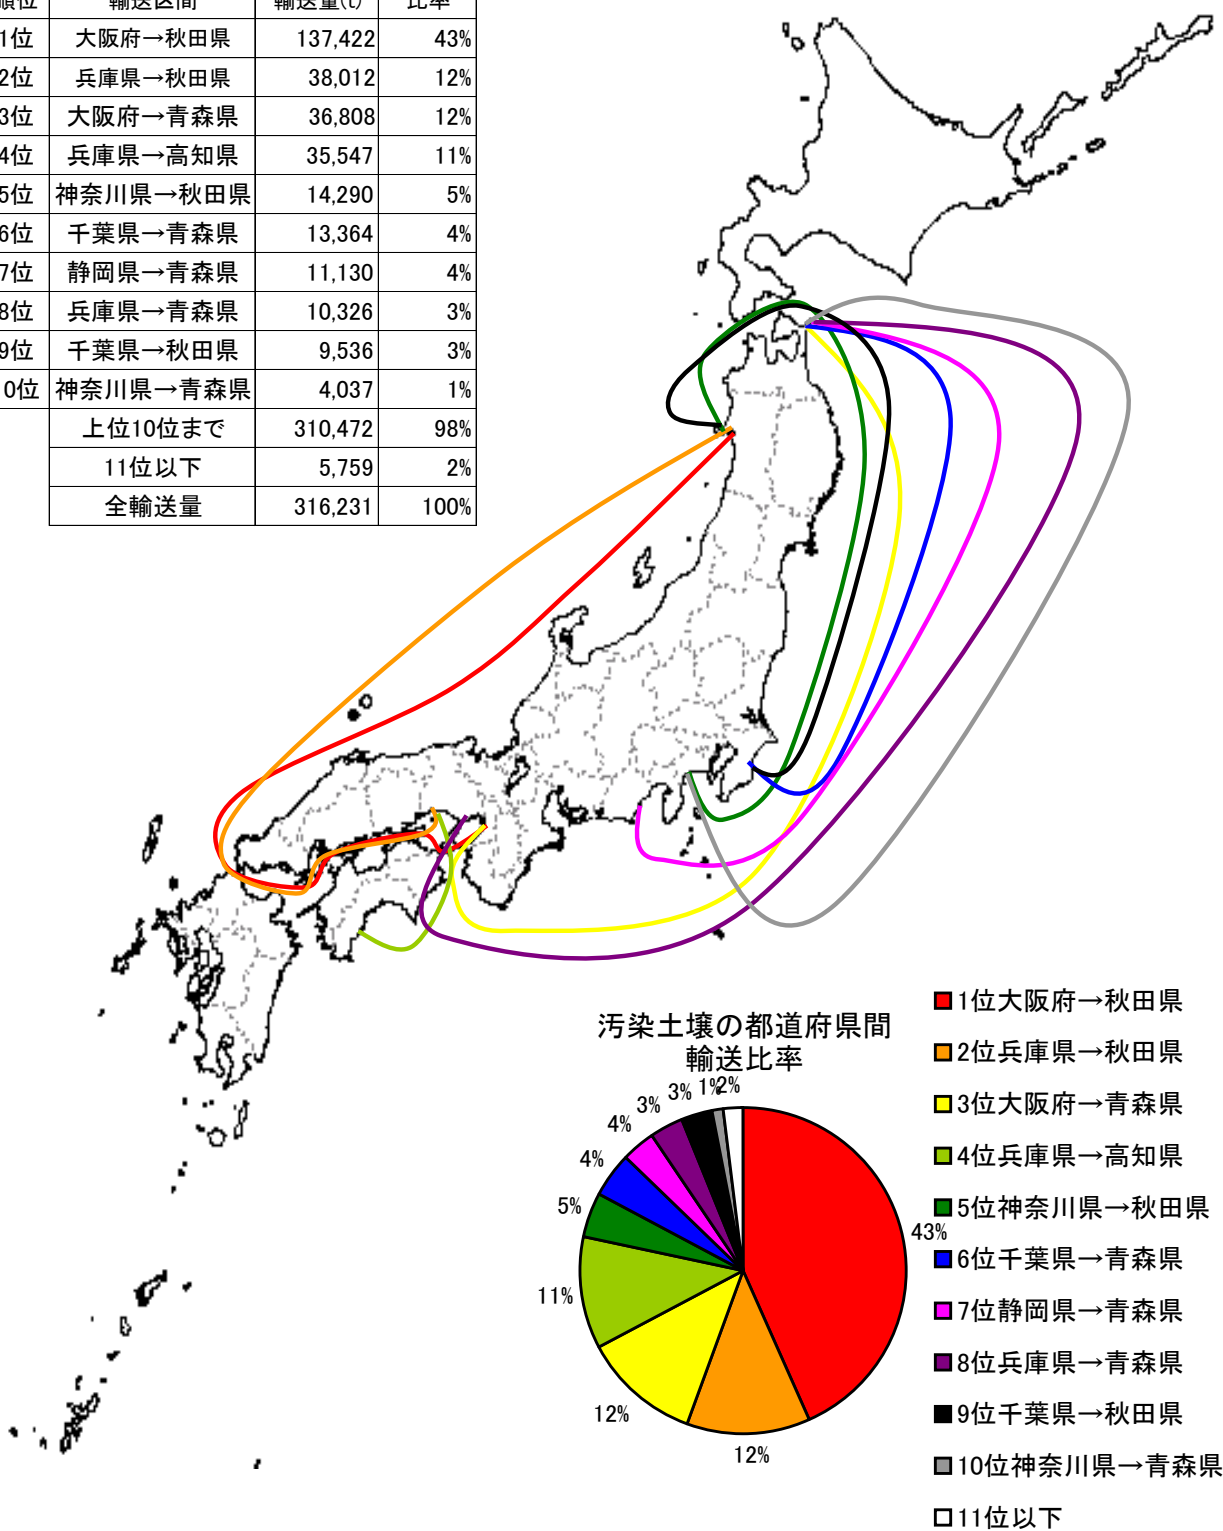 順位 輸送区間 輸送量(t) 比率
1位 大阪府→秋田県 137,422 43%
2位 兵庫県→秋田県 38,012 12%
3位 大阪府→青森県 36,808 12%
4位 兵庫県→高知県 35,547 11%
5位 神奈川県→秋田県 14,290 5%
6位 千葉県→青森県 13,364 4%
7位 静岡県→青森県 11,130 4%
8位 兵庫県→青森県 10,326 3%
9位 千葉県→秋田県 9,536 3%
0位 神奈川県→青森県 4,037 1%
上位10位まで 310,472 98%
11位以下 5,759 2%
全輸送量 316,231 100%
汚染土壌の都道府県間
輸送比率
43%
12%
12%
11%
5%
4%
4%
3%
3%
1%
2%
1位大阪府→秋田県
2位兵庫県→秋田県
3位大阪府→青森県
4位兵庫県→高知県
5位神奈川県→秋田県
6位千葉県→青森県
7位静岡県→青森県
8位兵庫県→青森県
9位千葉県→秋田県
10位神奈川県→青森県
11位以下